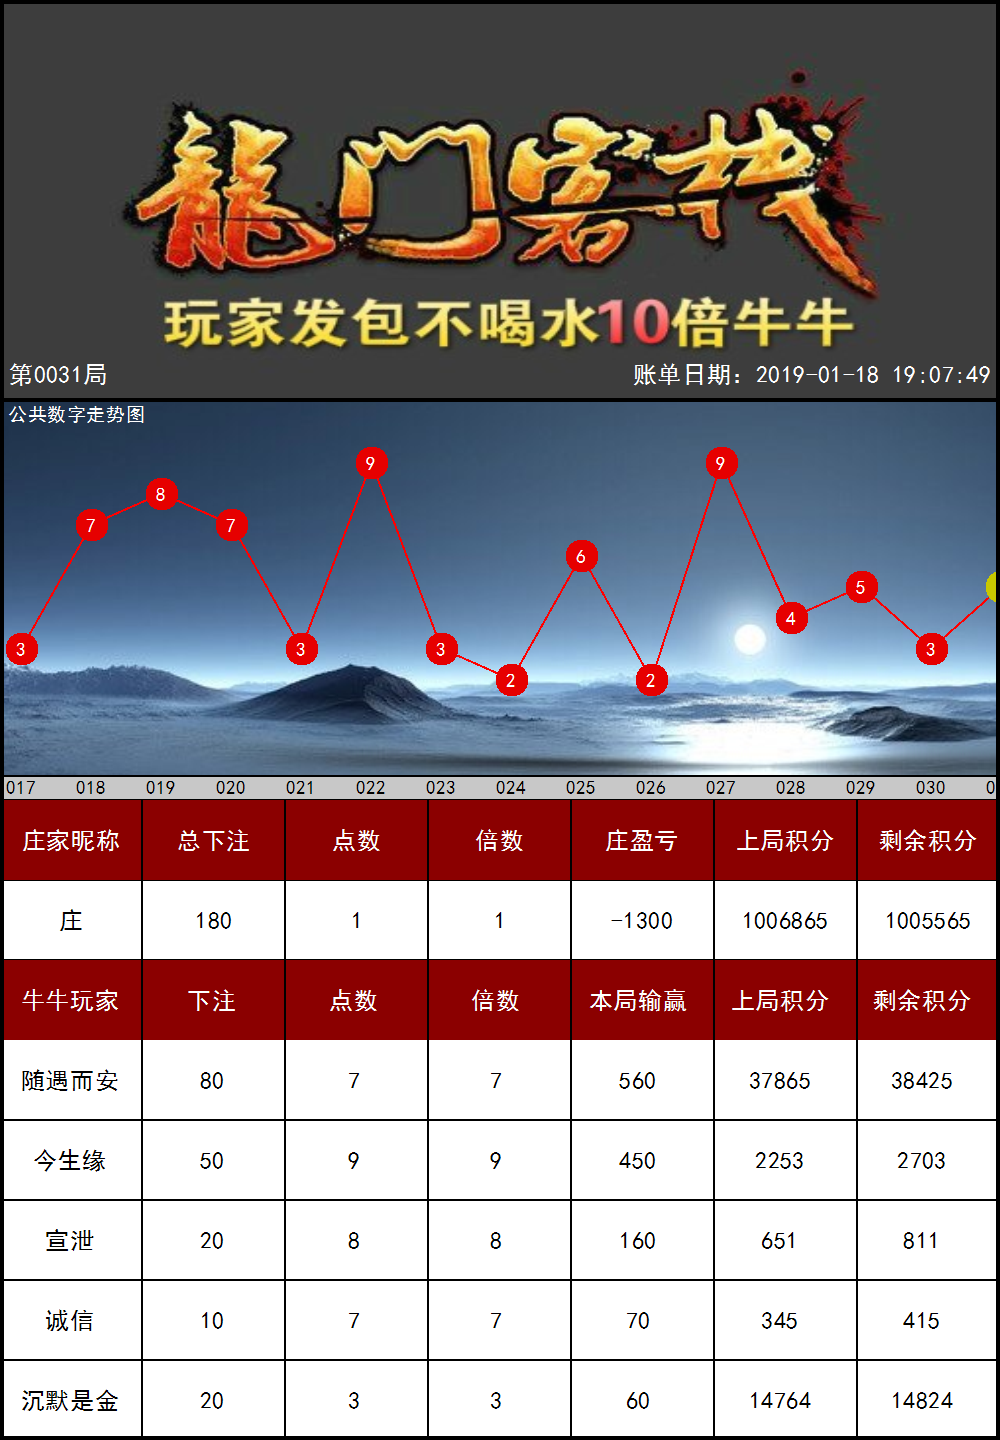 龍门客栈
玩家发包不喝水10倍牛牛
第0031局 账单日期：2019-01-18 19:07:49
公共数字走势图
3 7 8 7 3 9 3 2 6 2 9 4 5 3
017 018 019 020 021 022 023 024 025 026 027 028 029 030 0
庄家昵称 总下注 点数 倍数 庄盈亏 上局积分 剩余积分
庄 180 1 1 -1300 1006865 1005565
牛牛玩家 下注 点数 倍数 本局输赢 上局积分 剩余积分
随遇而安 80 7 7 560 37865 38425
今生缘 50 9 9 450 2253 2703
宣泄 20 8 8 160 651 811
诚信 10 7 7 70 345 415
沉默是金 20 3 3 60 14764 14824